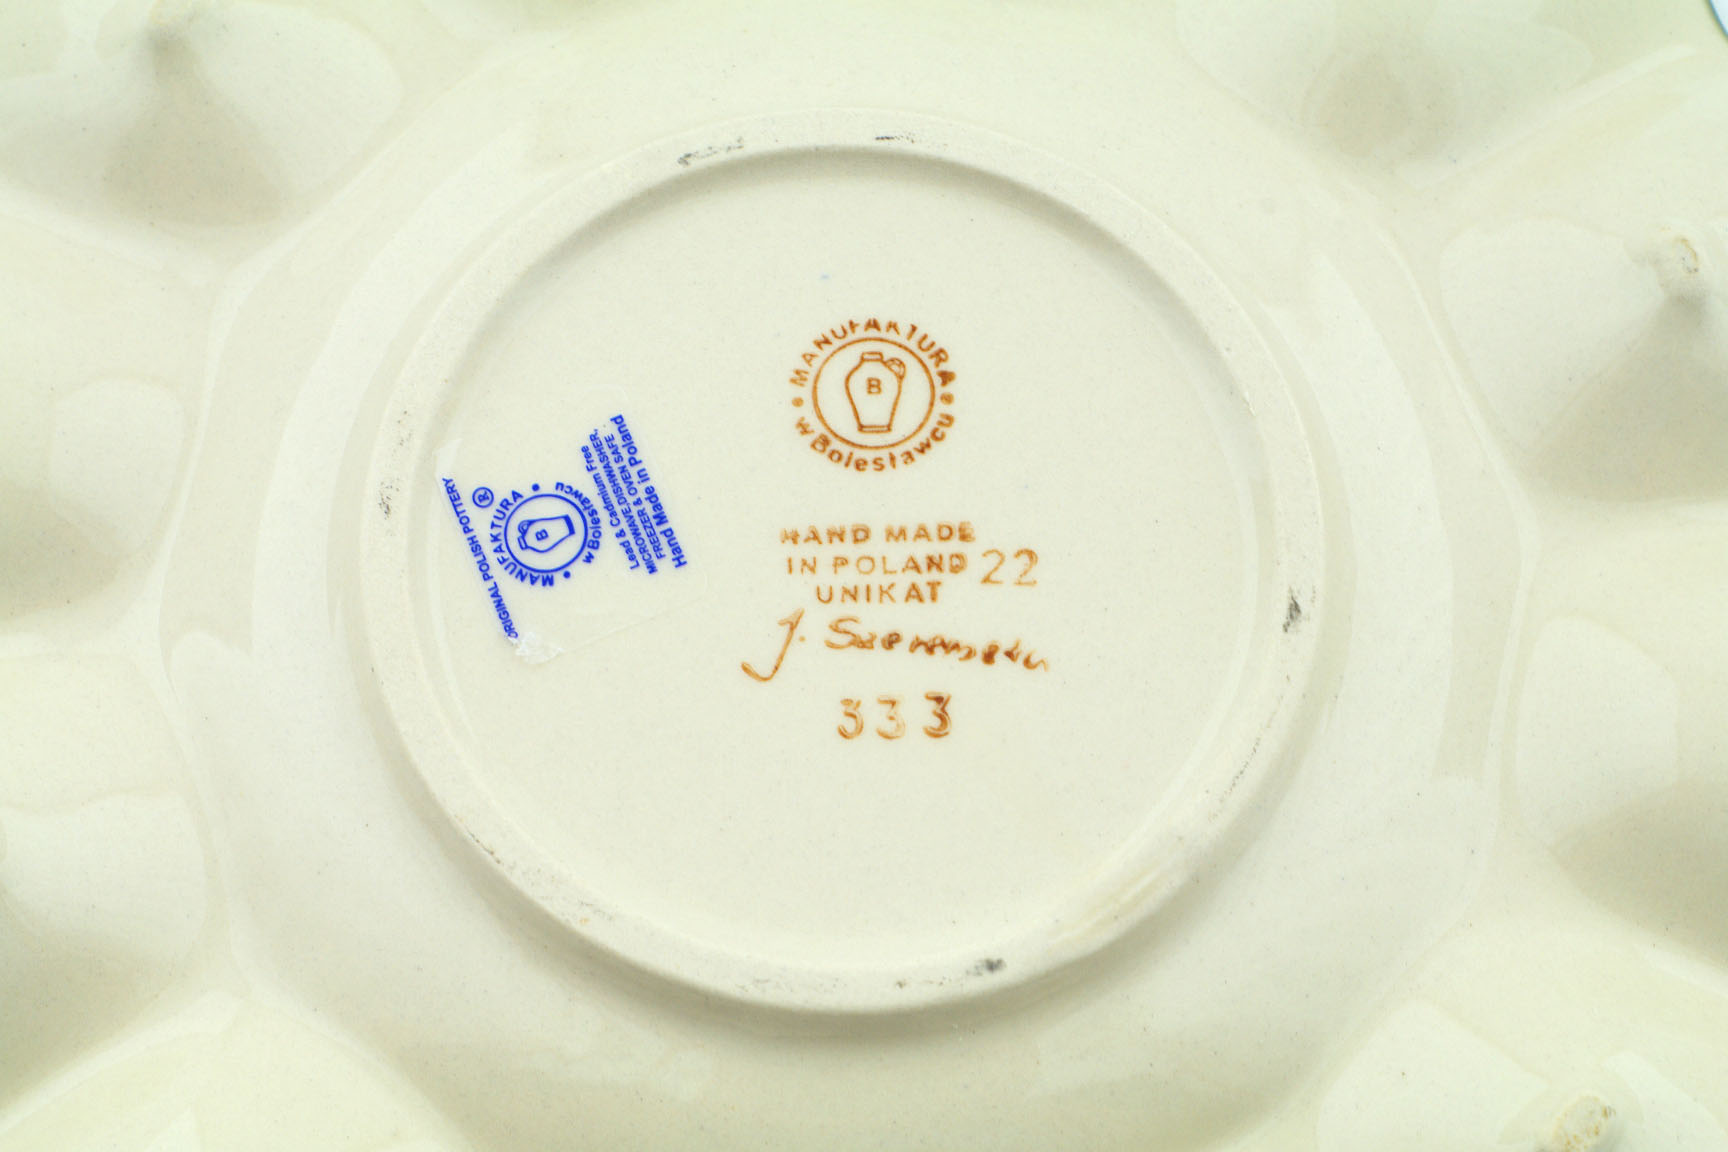 MANUFAKTURA
w Bolesławcu
B
HAND MADE
IN POLAND 22
UNIKAT
J.
333
ORIGINAL POLISH POTTERY
®
MANUFAKTURA
w Bolesławcu
B
Lead & Cadmium Free
MICROWAVE, DISHWASHER,
FREEZER & OVEN SAFE
Hand Made in Poland